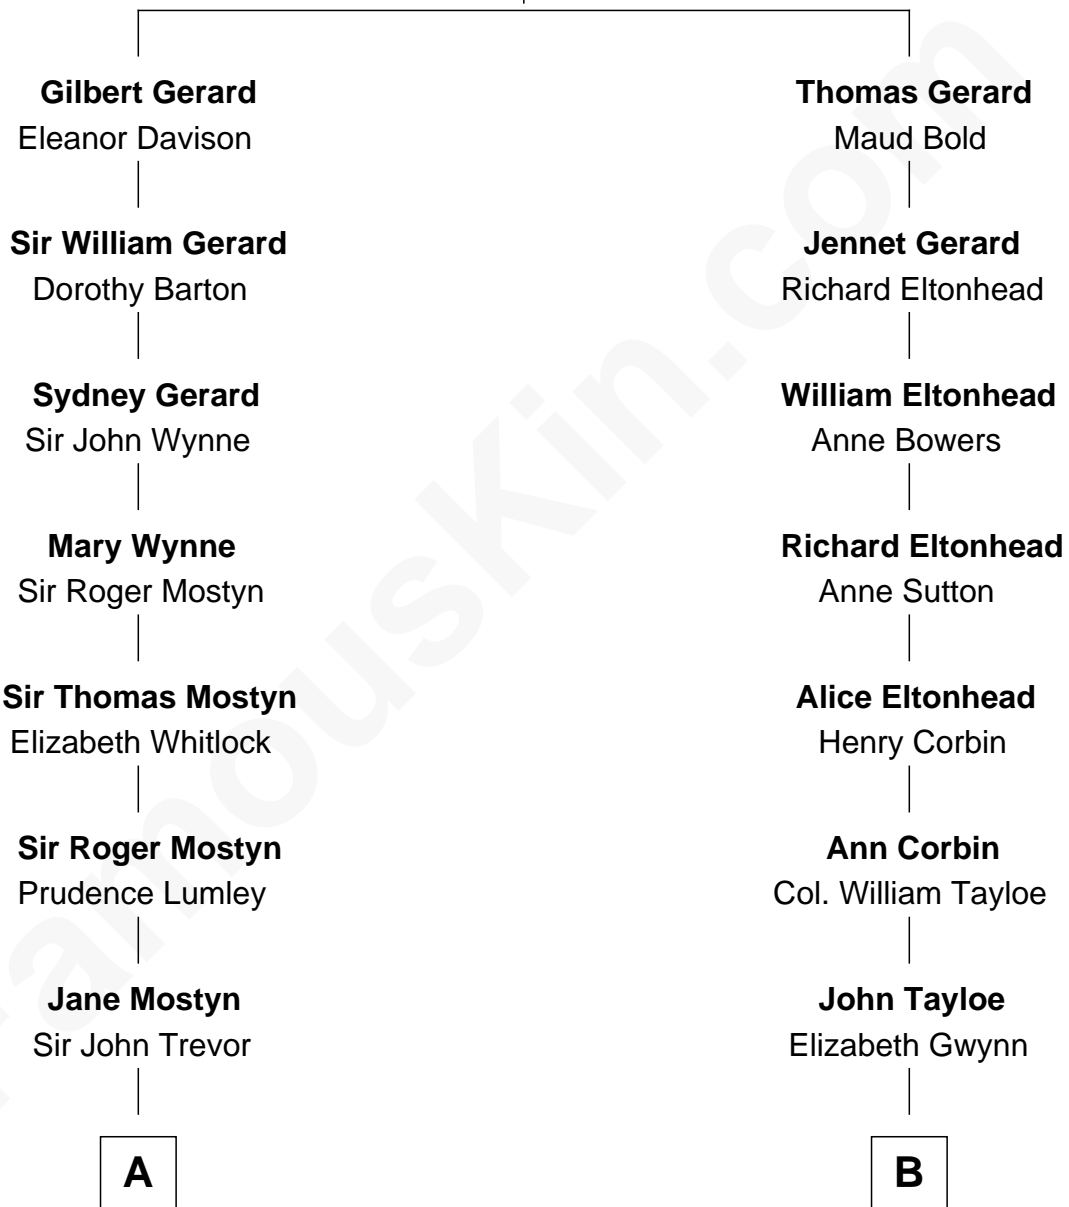 Gilbert Gerard
Eleanor Davison
Sir William Gerard
Dorothy Barton
Sydney Gerard
Sir John Wynne
Mary Wynne
Sir Roger Mostyn
Sir Thomas Mostyn
Elizabeth Whitlock
Sir Roger Mostyn
Prudence Lumley
Jane Mostyn
Sir John Trevor
A
Thomas Gerard
Maud Bold
Jennet Gerard
Richard Eltonhead
William Eltonhead
Anne Bowers
Richard Eltonhead
Anne Sutton
Alice Eltonhead
Henry Corbin
Ann Corbin
Col. William Tayloe
John Tayloe
Elizabeth Gwynn
B
FamousKin.com